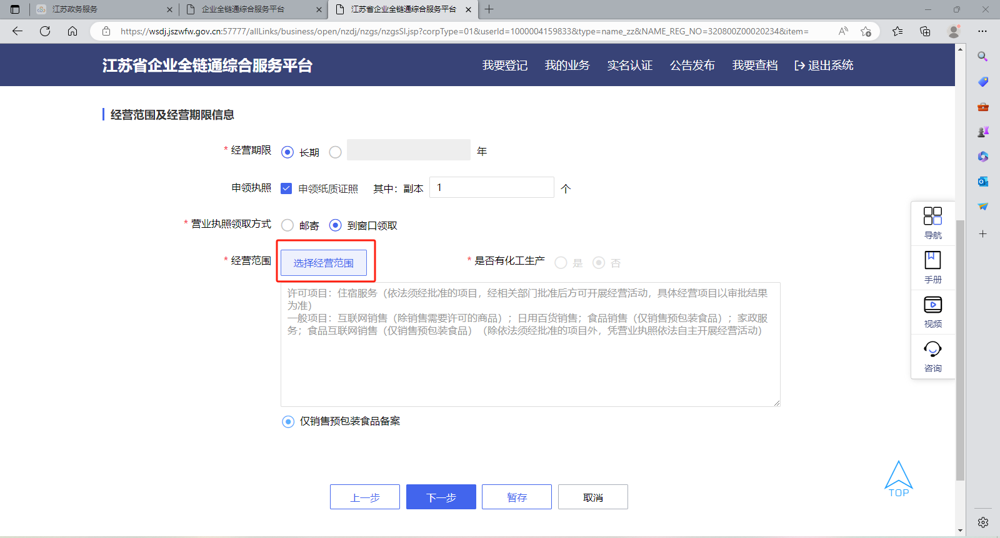 江苏政务服务
企业全链通综合服务平台
江苏省企业全链通综合服务平台
https://wsdj.jszwfw.gov.cn:57777/allLinks/business/open/nzdj/nzgs/nzgsSl.jsp?corpType=01&userId=1000004159833&type=name_zz&NAME_REG_NO=320800Z00020234&item=
江苏省企业全链通综合服务平台
我要登记 我的业务 实名认证 公告发布 我要查档 退出系统
经营范围及经营期限信息
* 经营期限 长期 年
申领执照 申领纸质证照 其中：副本 1 个
* 营业执照领取方式 邮寄 到窗口领取
* 经营范围 选择经营范围 * 是否有化工生产 是 否
许可项目：住宿服务（依法须经批准的项目，经相关部门批准后方可开展经营活动，具体经营项目以审批结果
为准）
一般项目：互联网销售（除销售需要许可的商品）；日用百货销售；食品销售（仅销售预包装食品）；家政服
务；食品互联网销售（仅销售预包装食品）（除依法须经批准的项目外，凭营业执照依法自主开展经营活动）
仅销售预包装食品备案
上一步 下一步 暂存 取消
导航
手册
视频
咨询
TOP